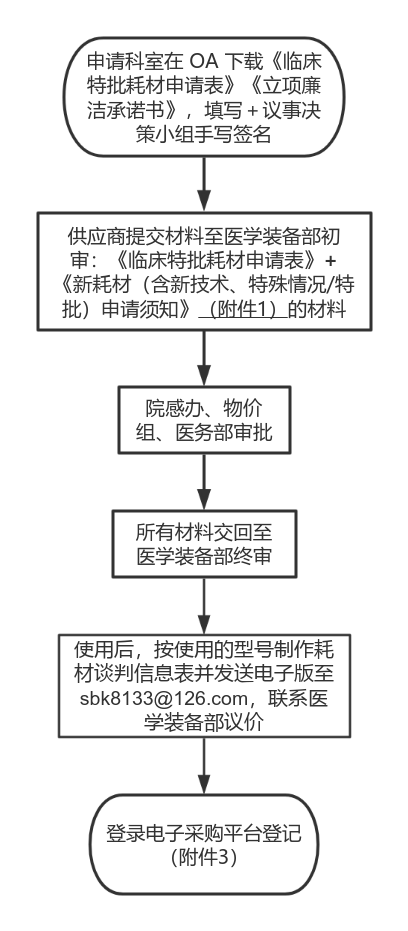 申请科室在 OA 下载《临床
特批耗材申请表》《立项廉
洁承诺书》，填写＋议事决
策小组手写签名
供应商提交材料至医学装备部初
审：《临床特批耗材申请表》+
《新耗材（含新技术、特殊情况/特
批）申请须知》（附件1）的材料
院感办、物价
组、医务部审批
所有材料交回至
医学装备部终审
使用后，按使用的型号制作耗
材谈判信息表并发送电子版至
sbk8133@126.com，联系医
学装备部议价
登录电子采购平台登记
（附件3）